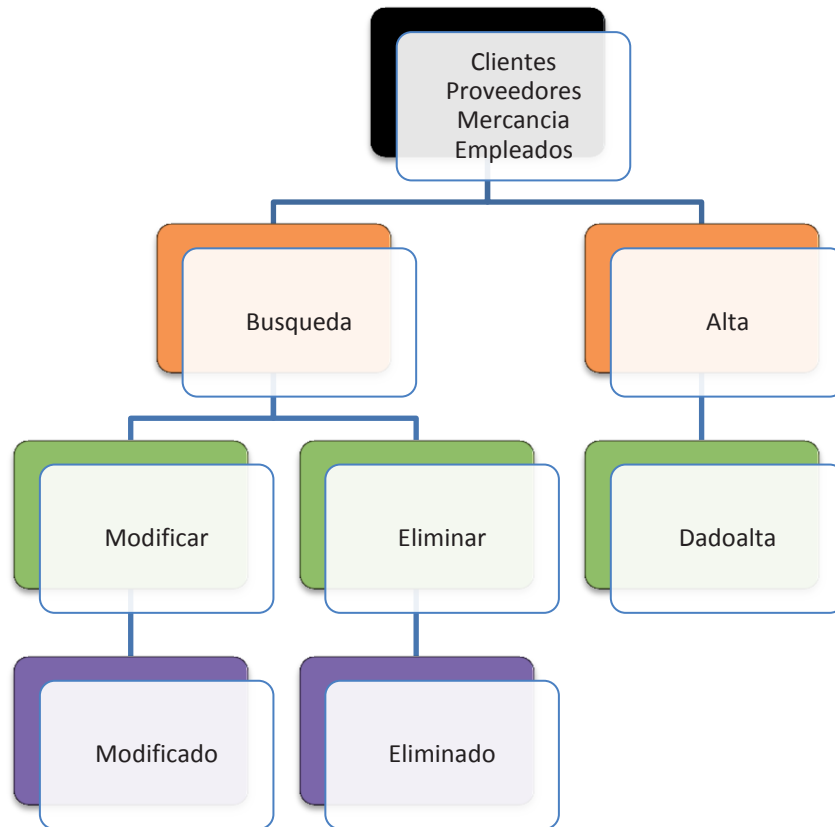 Clientes
Proveedores
Mercancia
Empleados
Busqueda
Alta
Modificar
Eliminar
Dadoalta
Modificado
Eliminado